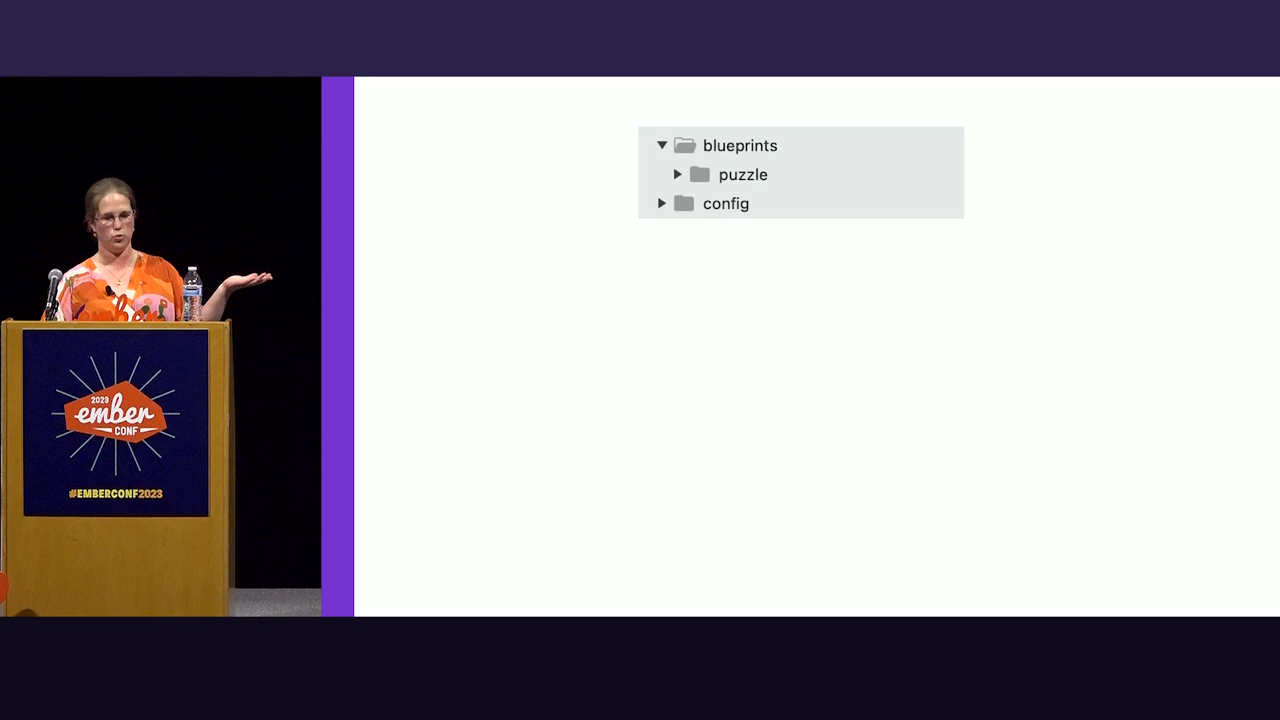 blueprints
puzzle
config
2023
ember
CONF
#EMBERCONF2023